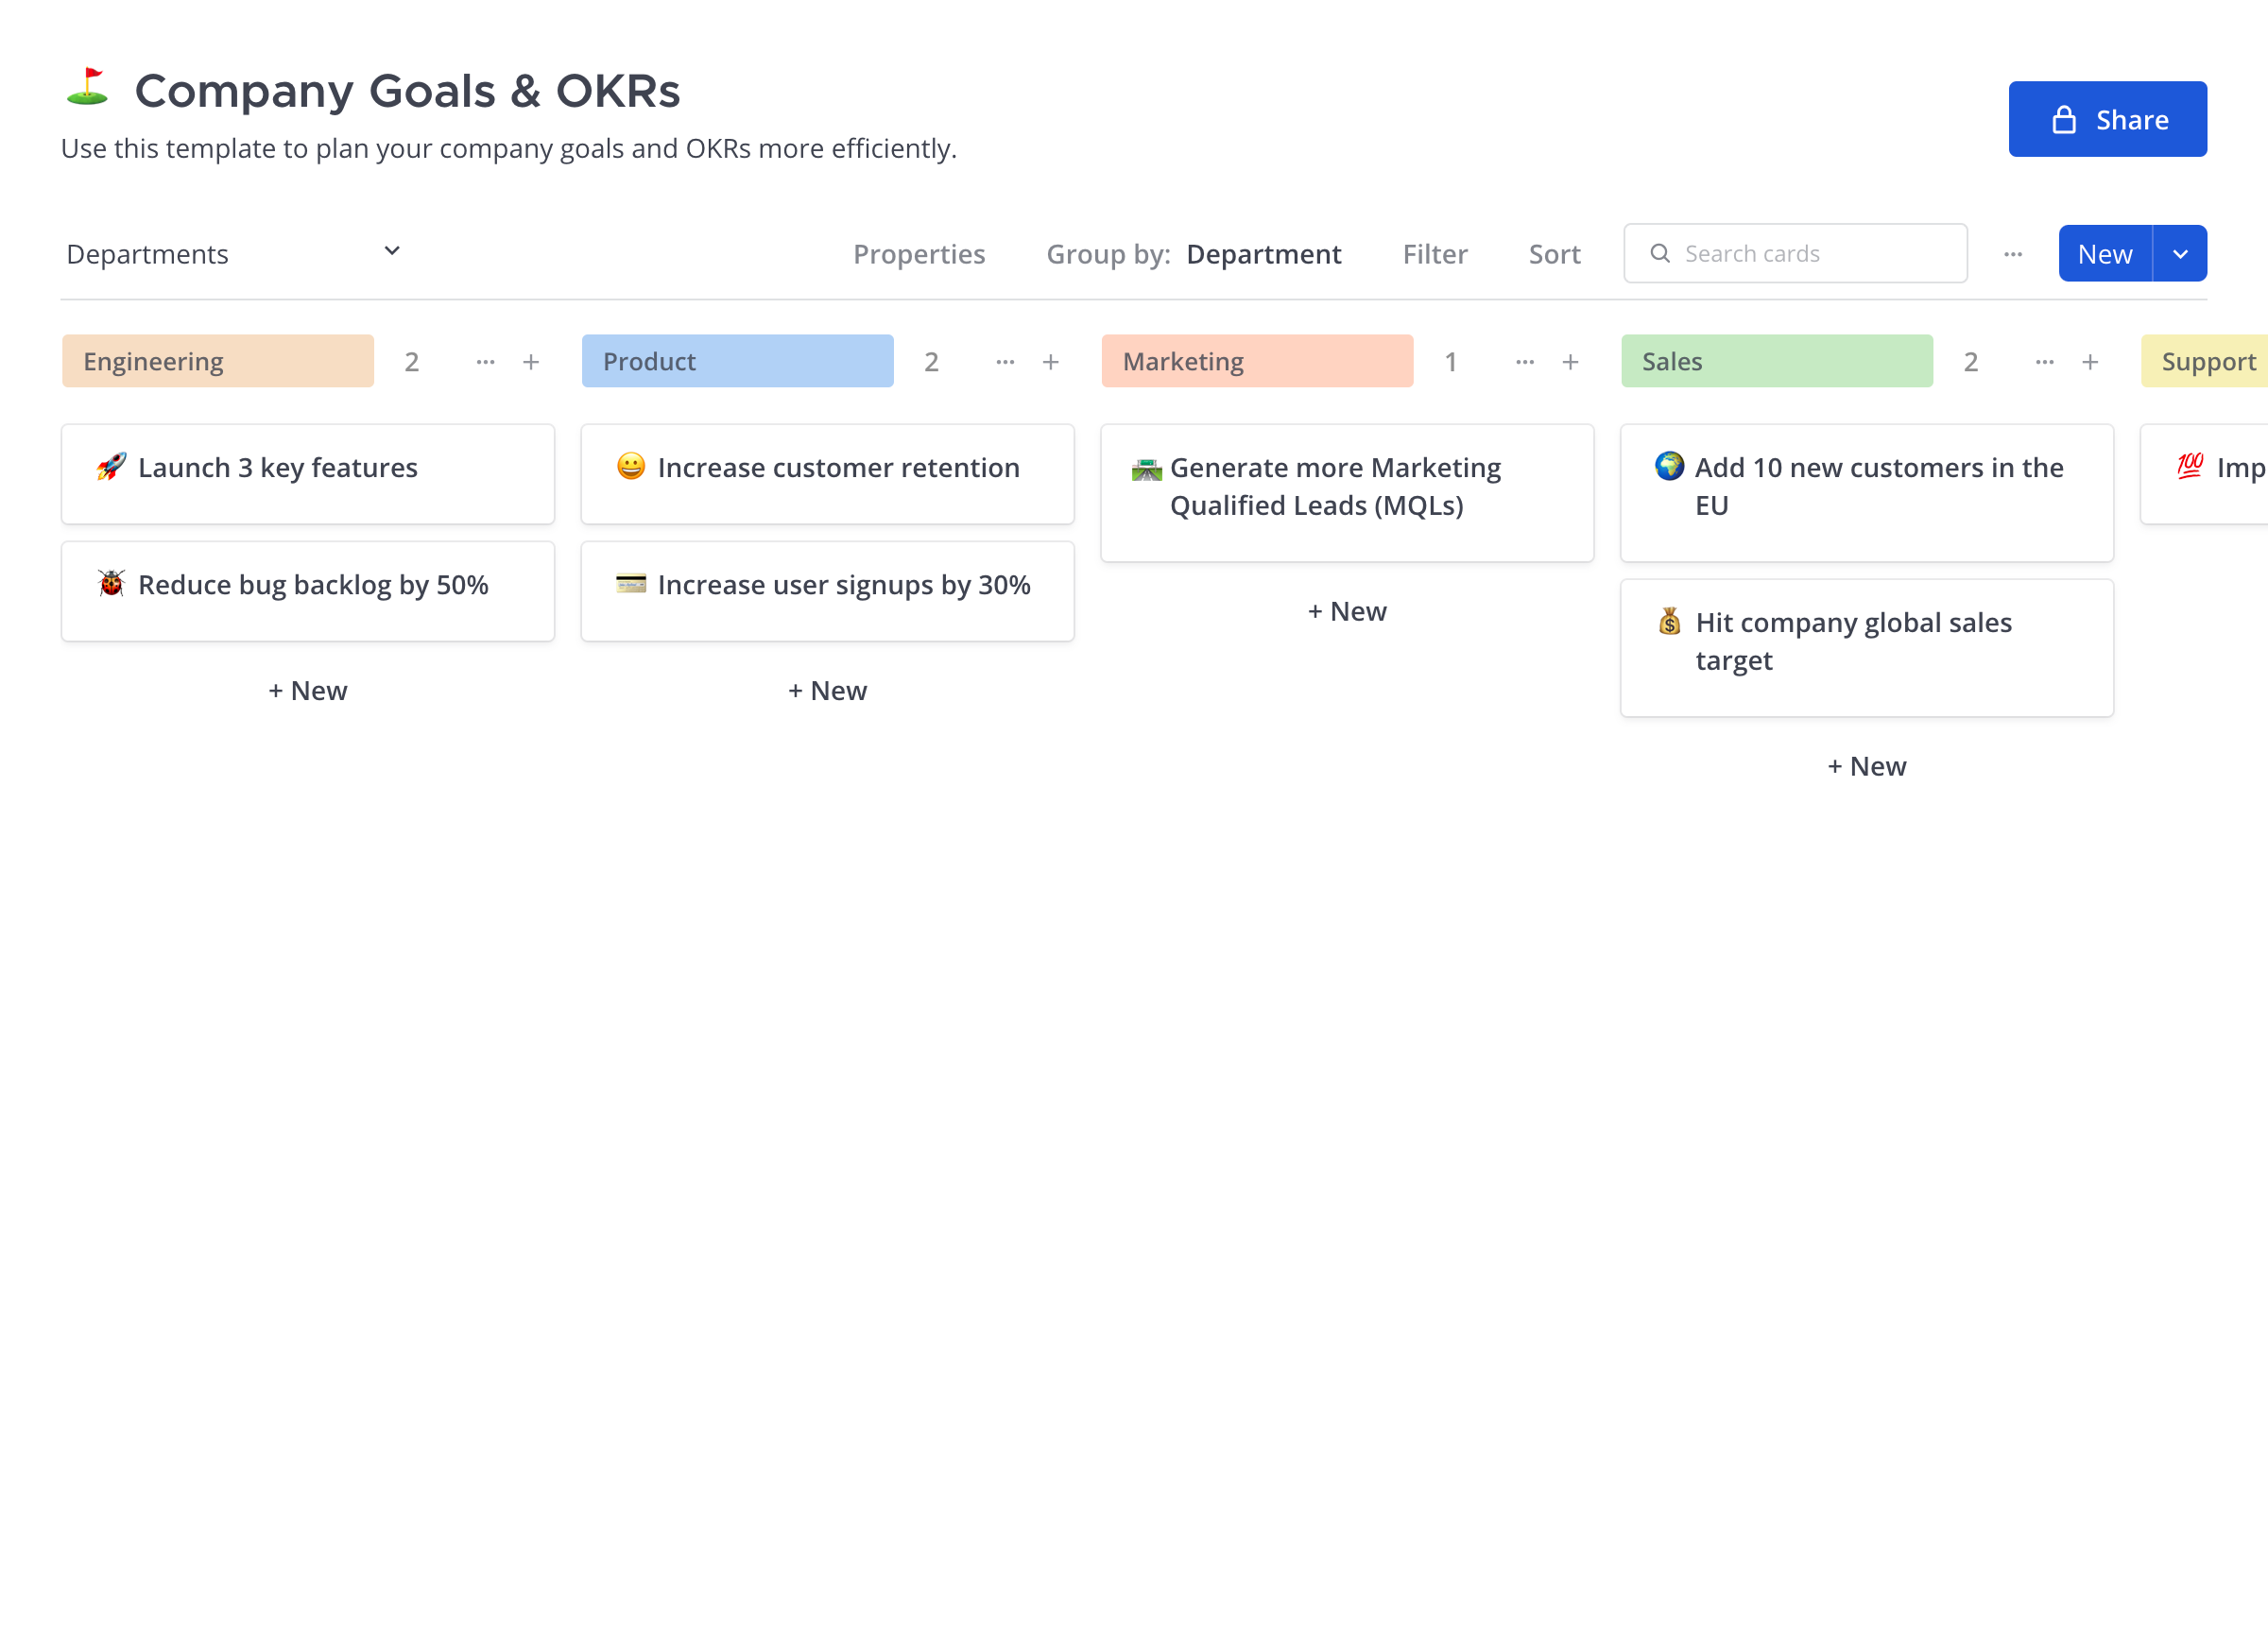 Company Goals & OKRs
Use this template to plan your company goals and OKRs more efficiently.
Share
Departments
Properties
Group by: Department
Filter
Sort
Search cards
New
Engineering 2
Product 2
Marketing 1
Sales 2
Support
Launch 3 key features
Reduce bug backlog by 50%
+ New
Increase customer retention
Increase user signups by 30%
+ New
Generate more Marketing
Qualified Leads (MQLs)
+ New
Add 10 new customers in the
EU
Hit company global sales
target
+ New
Imp